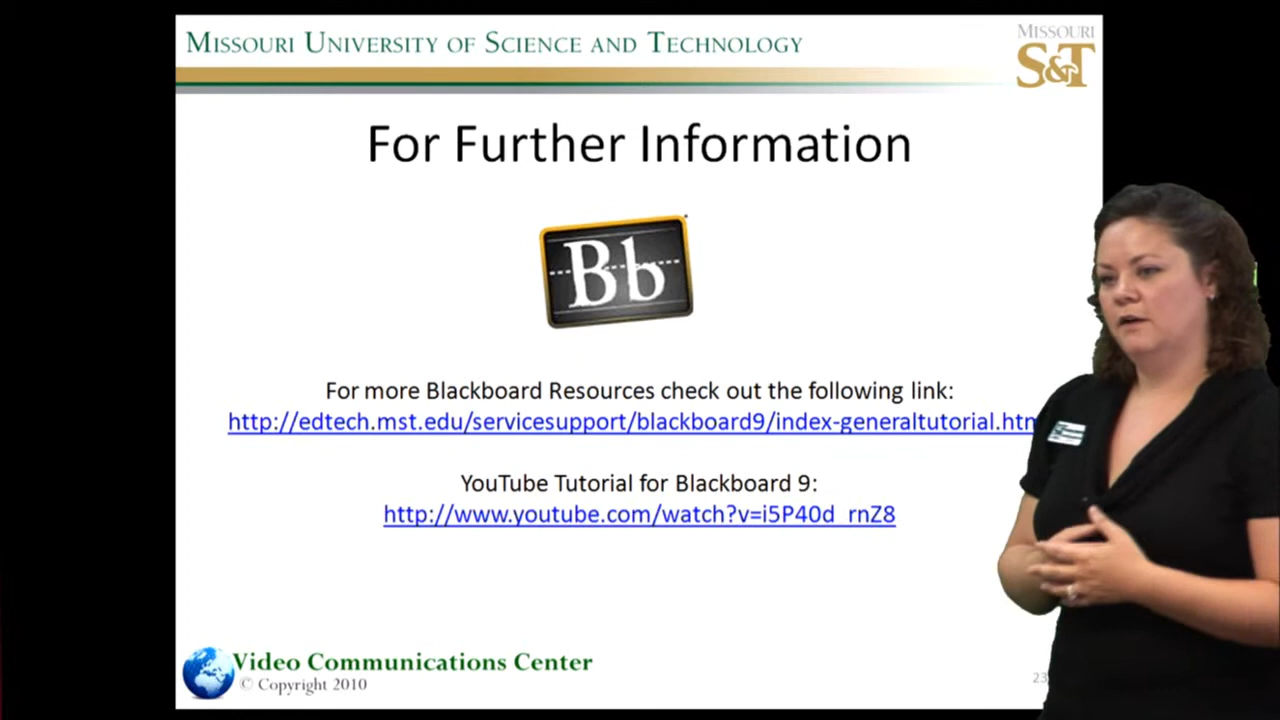 MISSOURI UNIVERSITY OF SCIENCE AND TECHNOLOGY
MISSOURI
S&T
For Further Information
Bb
For more Blackboard Resources check out the following link:
http://edtech.mst.edu/servicesupport/blackboard9/index-generaltutorial.htm
YouTube Tutorial for Blackboard 9:
http://www.youtube.com/watch?v=i5P40d_rnZ8
Video Communications Center
© Copyright 2010
23